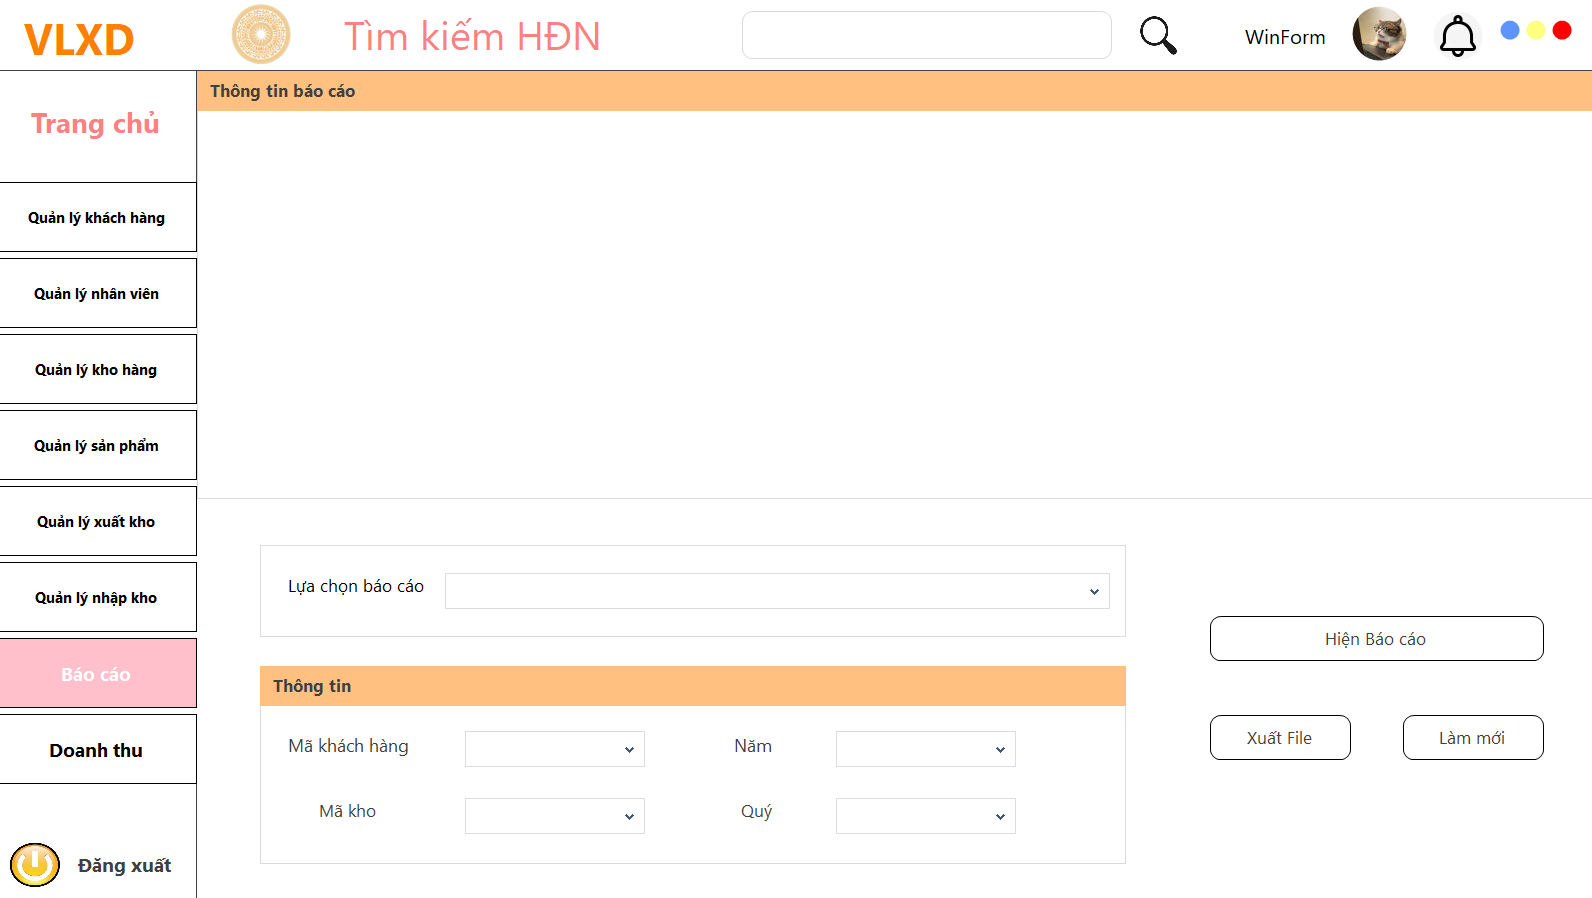 VLXD
Tìm kiếm HĐN
WinForm
Trang chủ
Quản lý khách hàng
Quản lý nhân viên
Quản lý kho hàng
Quản lý sản phẩm
Quản lý xuất kho
Quản lý nhập kho
Báo cáo
Doanh thu
Đăng xuất
Thông tin báo cáo
Lựa chọn báo cáo
Thông tin
Mã khách hàng
Năm
Mã kho
Quý
Hiện Báo cáo
Xuất File
Làm mới